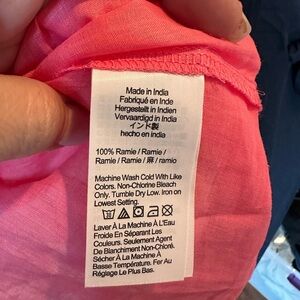 Made in India
Fabriqué en Inde
Hergestellt in Indien
Vervaardigd in India
インド製
hecho en india
100% Ramie / Ramie /
Ramie / Ramie / 麻 / ramio
Machine Wash Cold With Like
Colors. Non-Chlorine Bleach
Only. Tumble Dry Low. Iron on
Lowest Setting.
Laver À La Machine À L'Eau
Froide En Séparant Les
Couleurs. Seulement Agent
De Blanchiment Non-Chloré.
Sécher À La Machine À
Basse Température. Fer Au
Réglage Le Plus Bas.